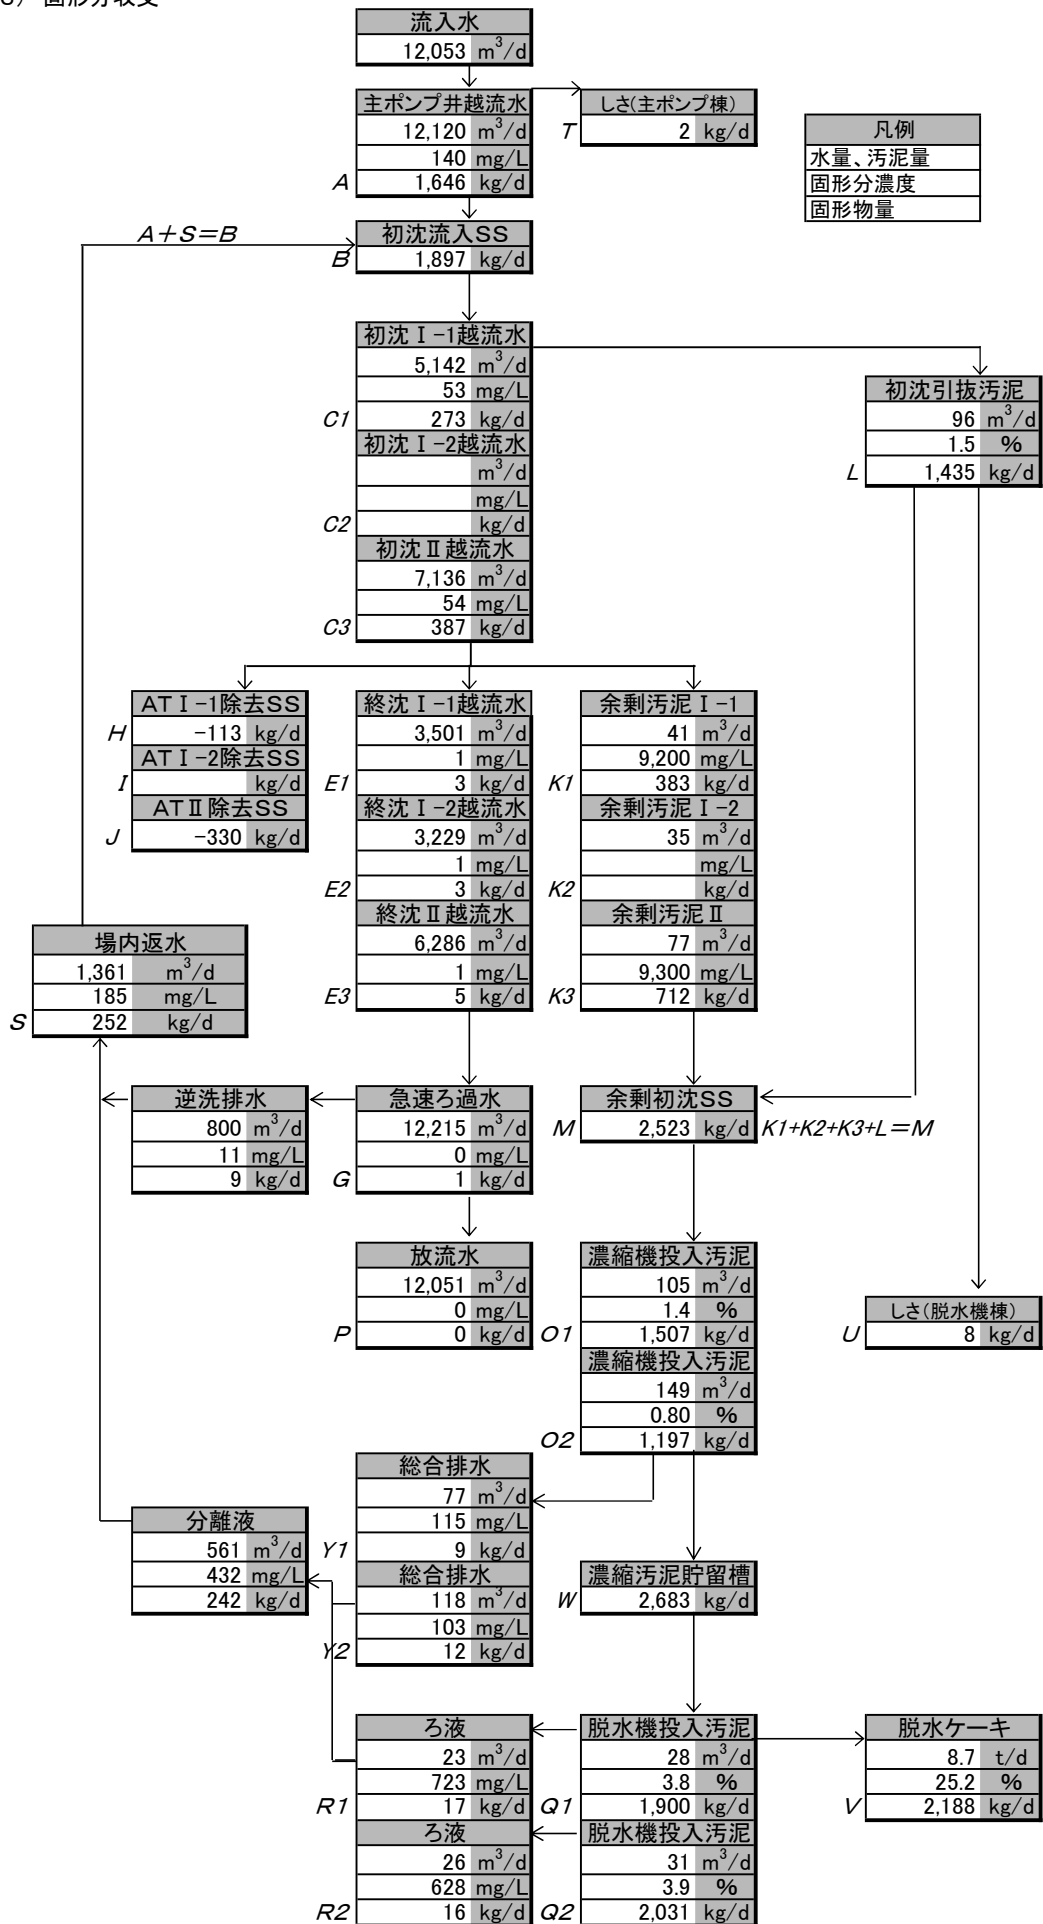 流入水
12,053 m³/d
主ポンプ井越流水
12,120 m³/d
140 mg/L
A 1,646 kg/d
しさ(主ポンプ棟)
T 2 kg/d
凡例
水量、汚泥量
固形分濃度
固形物量
A+S=B
初沈流入SS
B 1,897 kg/d
初沈Ⅰ-1越流水
5,142 m³/d
53 mg/L
C1 273 kg/d
初沈Ⅰ-2越流水
m³/d
mg/L
C2 kg/d
初沈Ⅱ越流水
7,136 m³/d
54 mg/L
C3 387 kg/d
初沈引抜汚泥
96 m³/d
1.5 %
L 1,435 kg/d
ATⅠ-1除去SS
H -113 kg/d
ATⅠ-2除去SS
I kg/d
ATⅡ除去SS
J -330 kg/d
終沈Ⅰ-1越流水
3,501 m³/d
1 mg/L
E1 3 kg/d
終沈Ⅰ-2越流水
3,229 m³/d
1 mg/L
E2 3 kg/d
終沈Ⅱ越流水
6,286 m³/d
1 mg/L
E3 5 kg/d
余剰汚泥Ⅰ-1
41 m³/d
9,200 mg/L
K1 383 kg/d
余剰汚泥Ⅰ-2
35 m³/d
mg/L
K2 kg/d
余剰汚泥Ⅱ
77 m³/d
9,300 mg/L
K3 712 kg/d
場内返水
1,361 m³/d
185 mg/L
S 252 kg/d
逆洗排水
800 m³/d
11 mg/L
9 kg/d
急速ろ過水
12,215 m³/d
0 mg/L
G 1 kg/d
余剰初沈SS
M 2,523 kg/d K1+K2+K3+L=M
放流水
12,051 m³/d
0 mg/L
P 0 kg/d
濃縮機投入汚泥
105 m³/d
1.4 %
O1 1,507 kg/d
濃縮機投入汚泥
149 m³/d
0.80 %
O2 1,197 kg/d
しさ(脱水機棟)
U 8 kg/d
総合排水
77 m³/d
115 mg/L
Y1 9 kg/d
総合排水
118 m³/d
103 mg/L
Y2 12 kg/d
分離液
561 m³/d
432 mg/L
242 kg/d
濃縮汚泥貯留槽
W 2,683 kg/d
ろ液
23 m³/d
723 mg/L
R1 17 kg/d
ろ液
26 m³/d
628 mg/L
R2 16 kg/d
脱水機投入汚泥
28 m³/d
3.8 %
Q1 1,900 kg/d
脱水機投入汚泥
31 m³/d
3.9 %
Q2 2,031 kg/d
脱水ケーキ
8.7 t/d
25.2 %
V 2,188 kg/d